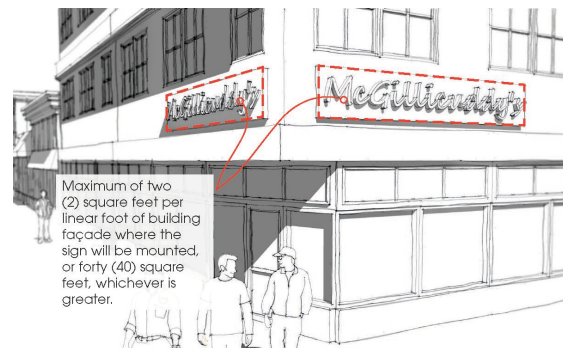 McGillicuddy's
McGillicuddy's
Maximum of two
(2) square feet per
linear foot of building
façade where the
sign will be mounted,
or forty (40) square
feet, whichever is
greater.